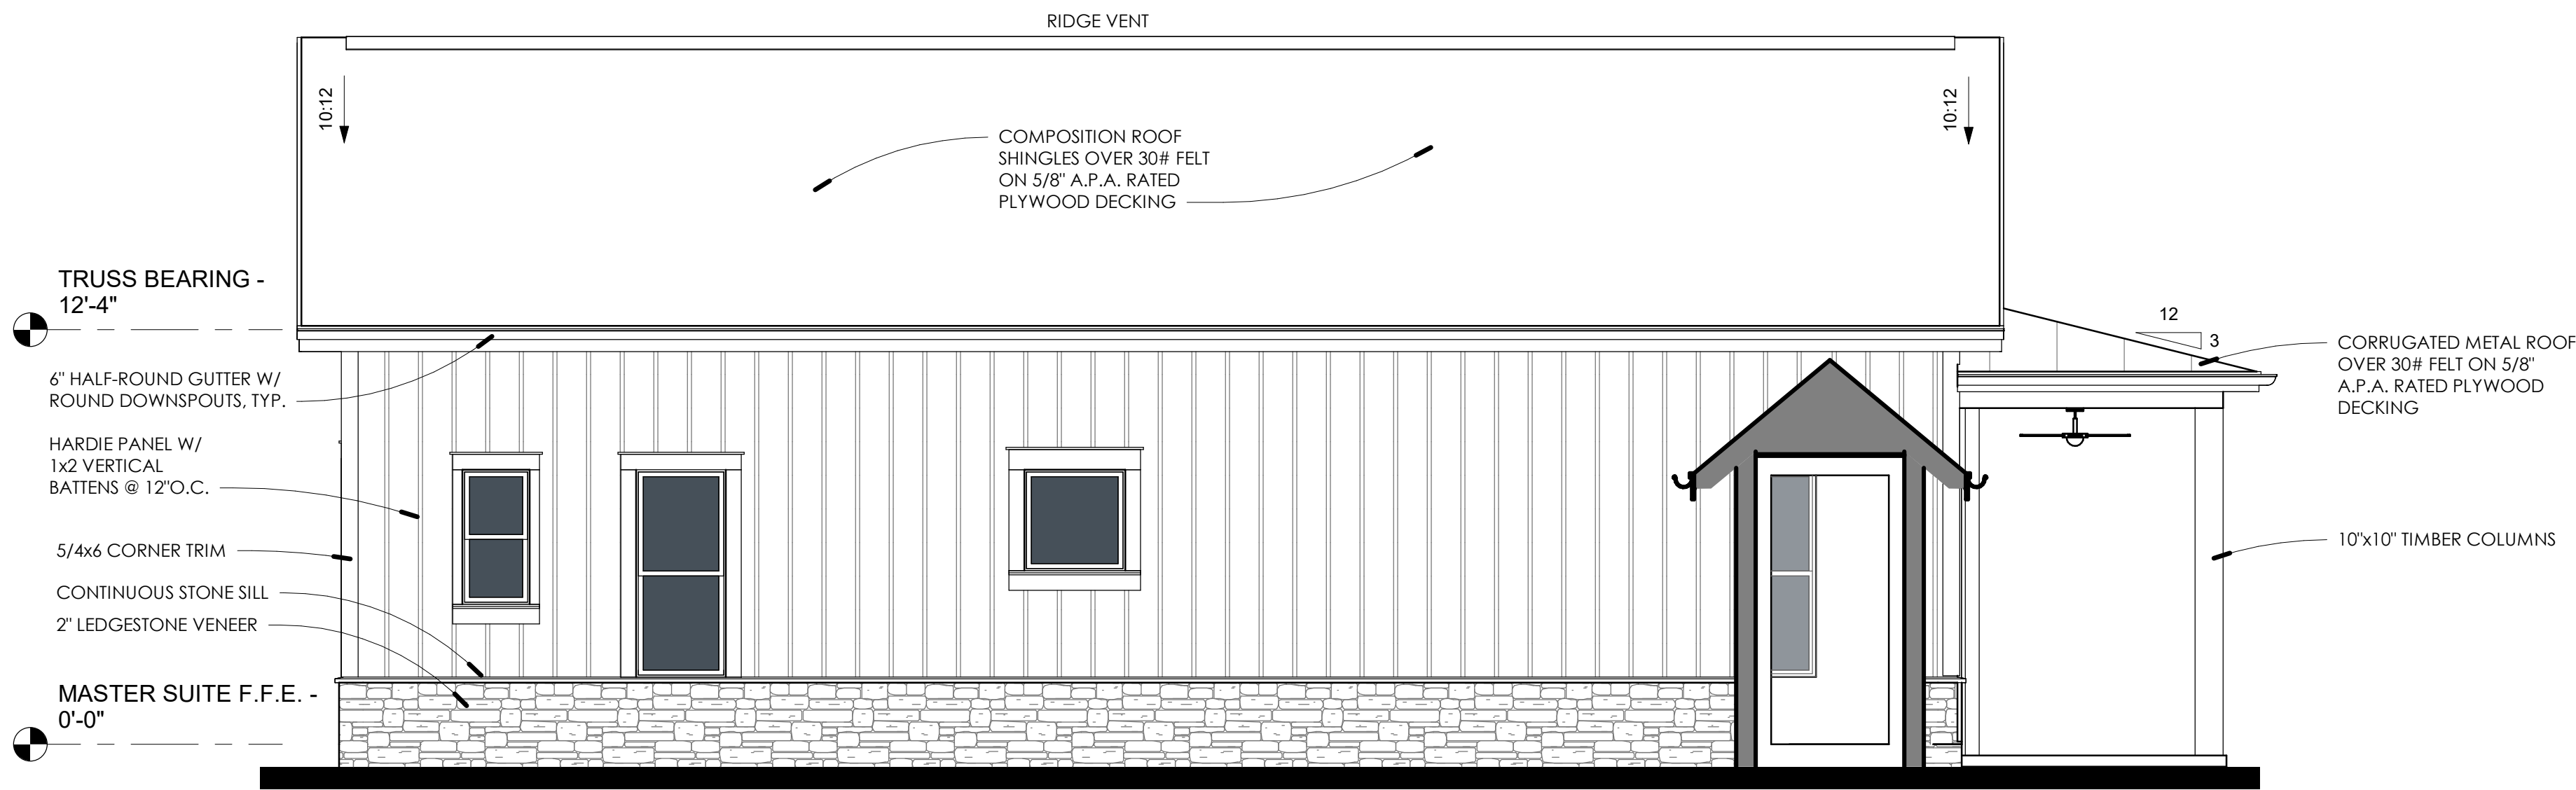 RIDGE VENT
10:12
10:12
COMPOSITION ROOF
SHINGLES OVER 30# FELT
ON 5/8" A.P.A. RATED
PLYWOOD DECKING
TRUSS BEARING -
12'-4"
12
3
CORRUGATED METAL ROOF
OVER 30# FELT ON 5/8"
A.P.A. RATED PLYWOOD
DECKING
6" HALF-ROUND GUTTER W/
ROUND DOWNSPOUTS, TYP.
HARDIE PANEL W/
1x2 VERTICAL
BATTENS @ 12"O.C.
5/4x6 CORNER TRIM
10"x10" TIMBER COLUMNS
CONTINUOUS STONE SILL
2" LEDGESTONE VENEER
MASTER SUITE F.F.E. -
0'-0"